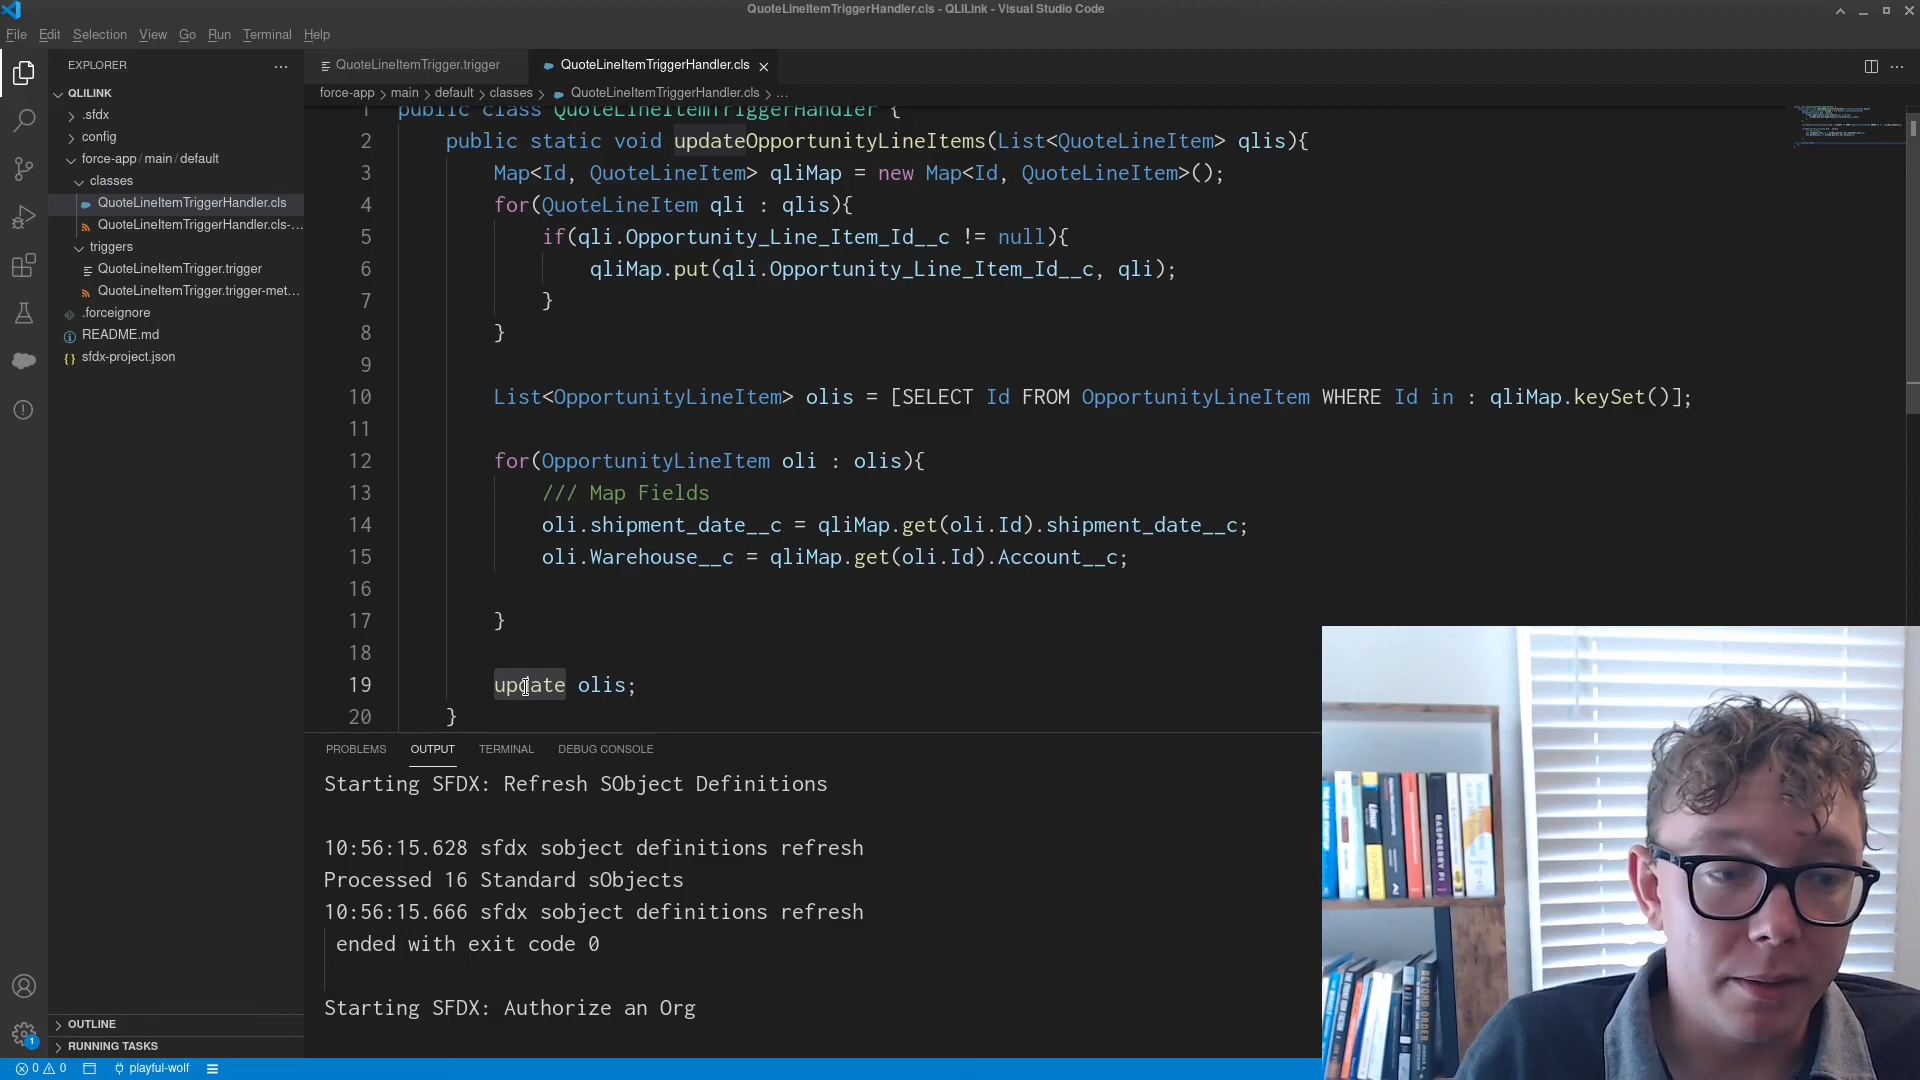 QuoteLineItemTriggerHandler.cls - QLILink - Visual Studio Code
File Edit Selection View Go Run Terminal Help
EXPLORER
QLILINK
.sfdx
config
force-app/main/default
classes
QuoteLineItemTriggerHandler.cls
QuoteLineItemTriggerHandler.cls-...
triggers
QuoteLineItemTrigger.trigger
QuoteLineItemTrigger.trigger-met...
.forceignore
README.md
sfdx-project.json
OUTLINE
RUNNING TASKS
QuoteLineItemTrigger.trigger QuoteLineItemTriggerHandler.cls
force-app > main > default > classes > QuoteLineItemTriggerHandler.cls > ...
1 public class QuoteLineItemTriggerHandler {
2 public static void updateOpportunityLineItems(List<QuoteLineItem> qlis){
3 Map<Id, QuoteLineItem> qliMap = new Map<Id, QuoteLineItem>();
4 for(QuoteLineItem qli : qlis){
5 if(qli.Opportunity_Line_Item_Id__c != null){
6 qliMap.put(qli.Opportunity_Line_Item_Id__c, qli);
7 }
8 }
9
10 List<OpportunityLineItem> olis = [SELECT Id FROM OpportunityLineItem WHERE Id in : qliMap.keySet()];
11
12 for(OpportunityLineItem oli : olis){
13 /// Map Fields
14 oli.shipment_date__c = qliMap.get(oli.Id).shipment_date__c;
15 oli.Warehouse__c = qliMap.get(oli.Id).Account__c;
16
17 }
18
19 update olis;
20 }
PROBLEMS OUTPUT TERMINAL DEBUG CONSOLE
Starting SFDX: Refresh SObject Definitions
10:56:15.628 sfdx sobject definitions refresh
Processed 16 Standard sObjects
10:56:15.666 sfdx sobject definitions refresh
ended with exit code 0
Starting SFDX: Authorize an Org
1
0 0 playful-wolf
RASPBERRY PI
BEYOND ORDER